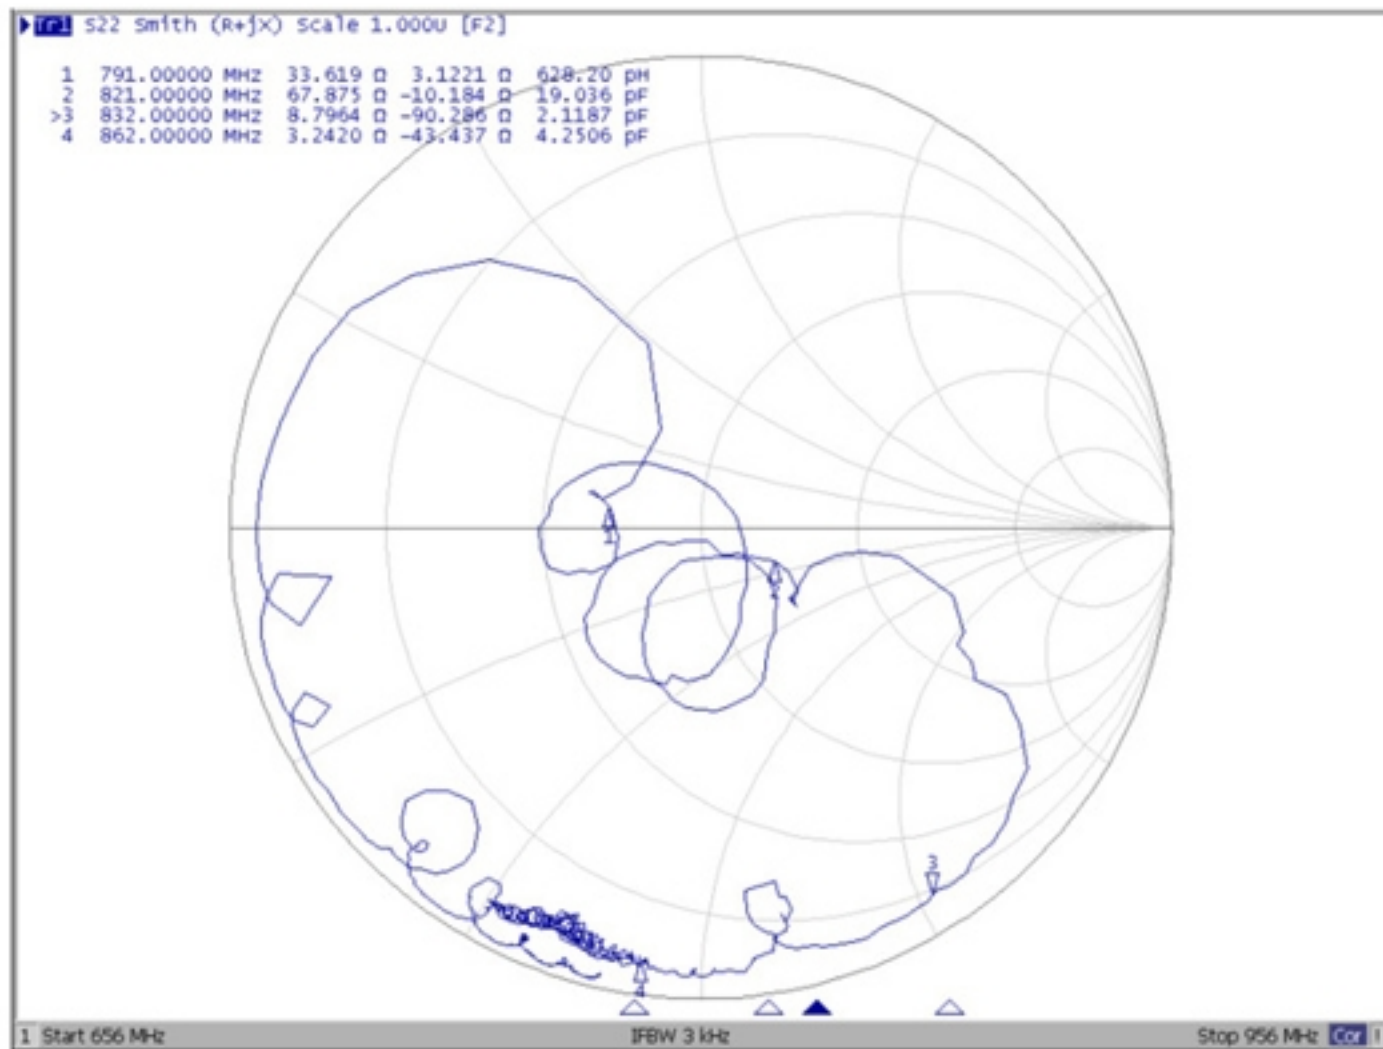 Tr1 S22 Smith (R+jX) Scale 1.000U [F2]
1 791.00000 MHz 33.619 Ω 3.1221 Ω 628.20 pH
2 821.00000 MHz 67.875 Ω -10.184 Ω 19.036 pF
>3 832.00000 MHz 8.7964 Ω -90.286 Ω 2.1187 pF
4 862.00000 MHz 3.2420 Ω -43.437 Ω 4.2506 pF
1
2
3
4
1 Start 656 MHz IFBW 3 kHz Stop 956 MHz Cor !